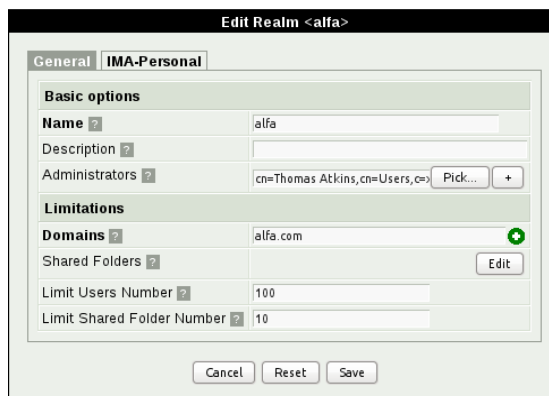 Edit Realm <alfa>
General IMA-Personal
Basic options
Name ? alfa
Description ?
Administrators ? cn=Thomas Atkins,cn=Users,c=x Pick... +
Limitations
Domains ? alfa.com
Shared Folders ? Edit
Limit Users Number ? 100
Limit Shared Folder Number ? 10
Cancel Reset Save